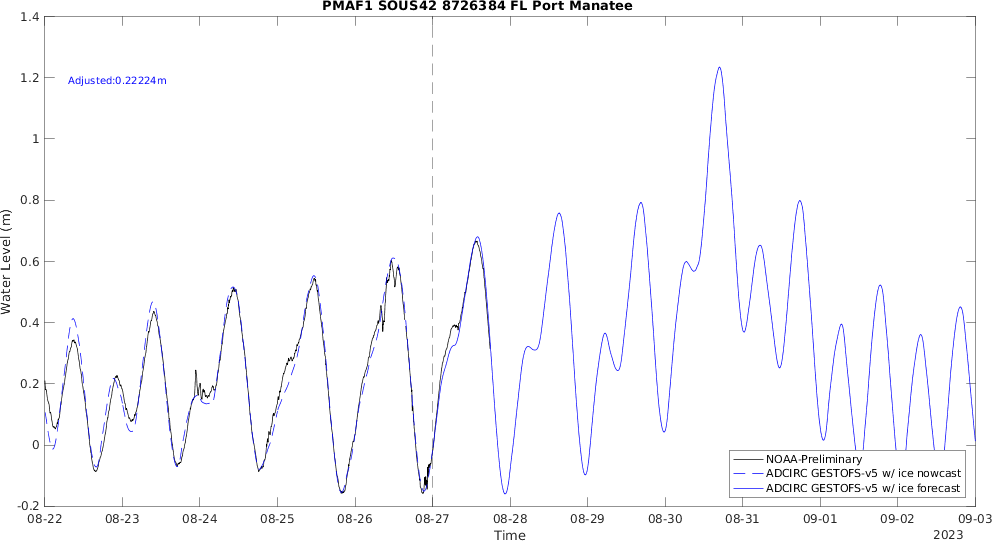 PMAF1 SOUS42 8726384 FL Port Manatee
1.4
1.2
1
0.8
0.6
0.4
0.2
0
-0.2
Water Level (m)
Adjusted:0.22224m
NOAA-Preliminary
ADCIRC GESTOFS-v5 w/ ice nowcast
ADCIRC GESTOFS-v5 w/ ice forecast
08-22 08-23 08-24 08-25 08-26 08-27 08-28 08-29 08-30 08-31 09-01 09-02 09-03
Time
2023